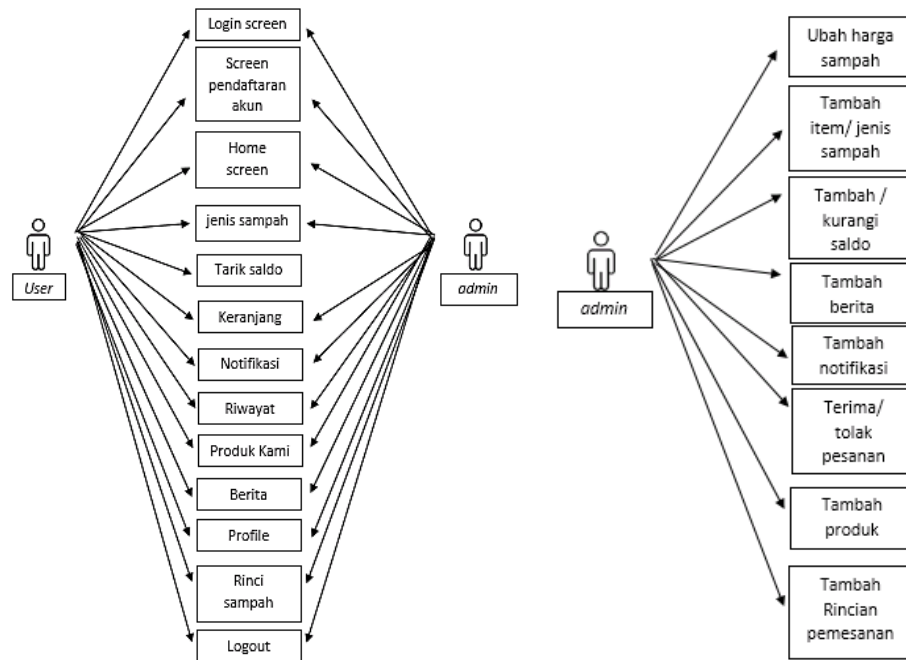 Login screen
Screen
pendaftaran
akun
Home
screen
jenis sampah
Tarik saldo
Keranjang
Notifikasi
Riwayat
Produk Kami
Berita
Profile
Rinci
sampah
Logout
User
admin
admin
Ubah harga
sampah
Tambah
item/ jenis
sampah
Tambah /
kurangi
saldo
Tambah
berita
Tambah
notifikasi
Terima/
tolak
pesanan
Tambah
produk
Tambah
Rincian
pemesanan